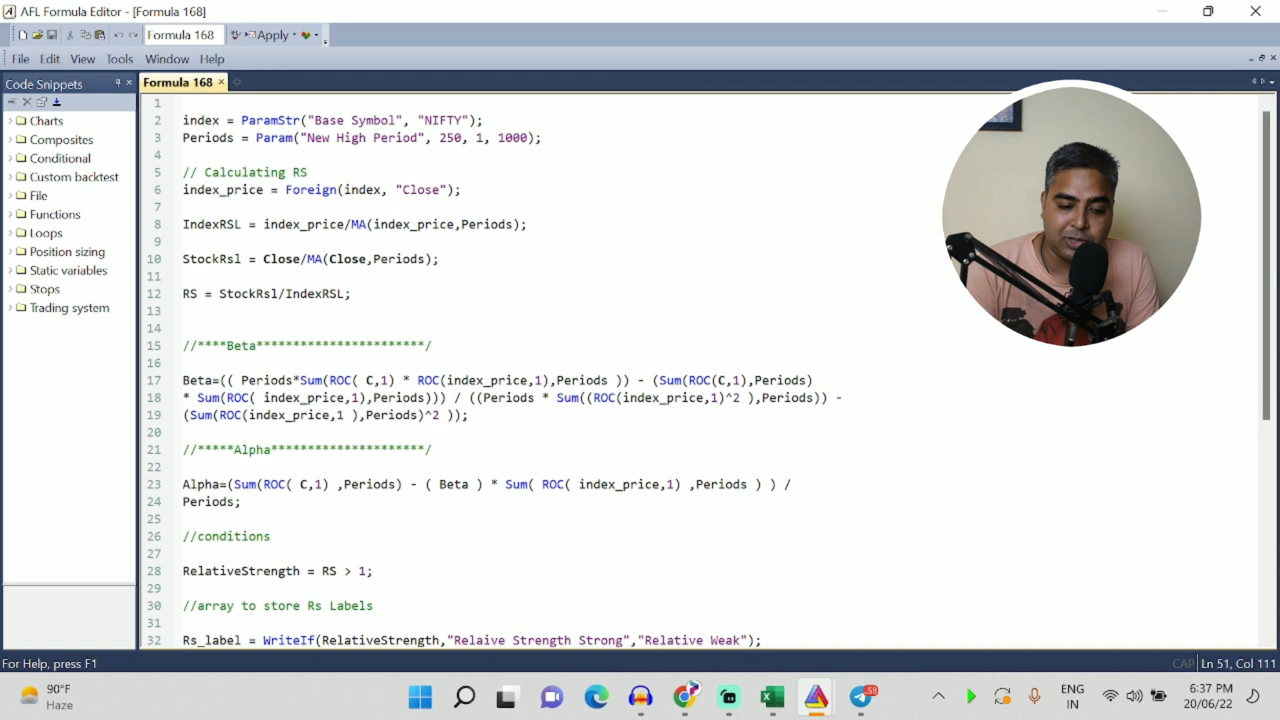 AFL Formula Editor - [Formula 168]
Formula 168
Apply
File Edit View Tools Window Help
Code Snippets
Formula 168
Charts
Composites
Conditional
Custom backtest
File
Functions
Loops
Position sizing
Static variables
Stops
Trading system
1
2 index = ParamStr("Base Symbol", "NIFTY");
3 Periods = Param("New High Period", 250, 1, 1000);
4
5 // Calculating RS
6 index_price = Foreign(index, "Close");
7
8 IndexRSL = index_price/MA(index_price,Periods);
9
10 StockRsl = Close/MA(Close,Periods);
11
12 RS = StockRsl/IndexRSL;
13
14
15 //****Beta***********************/
16
17 Beta=(( Periods*Sum(ROC( C,1) * ROC(index_price,1),Periods )) - (Sum(ROC(C,1),Periods)
18 * Sum(ROC( index_price,1),Periods))) / ((Periods * Sum((ROC(index_price,1)^2 ),Periods)) -
19 (Sum(ROC(index_price,1 ),Periods)^2 ));
20
21 //*****Alpha*********************/
22
23 Alpha=(Sum(ROC( C,1) ,Periods) - ( Beta ) * Sum( ROC( index_price,1) ,Periods ) ) /
24 Periods;
25
26 //conditions
27
28 RelativeStrength = RS > 1;
29
30 //array to store Rs Labels
31
32 Rs_label = WriteIf(RelativeStrength,"Relaive Strength Strong","Relative Weak");
For Help, press F1
CAP Ln 51, Col 111
90°F
Haze
59
ENG
IN
6:37 PM
20/06/22